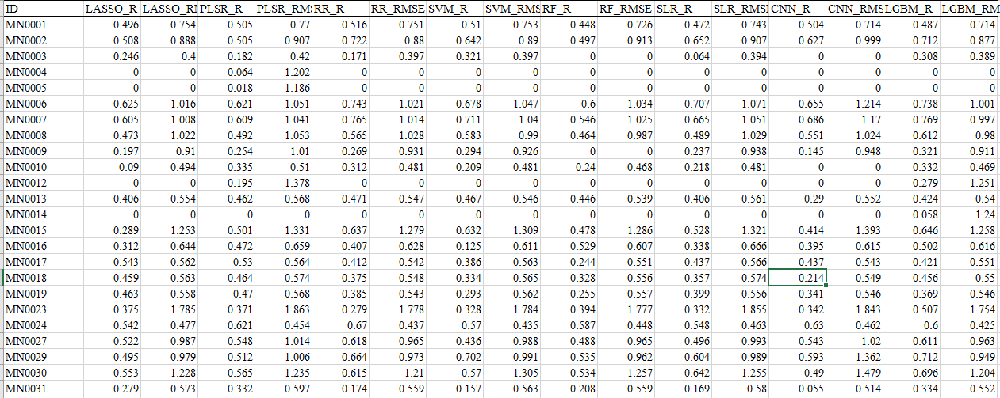 ID LASSO_R LASSO_RM PLSR_R PLSR_RMS RR_R RR_RMSE SVM_R SVM_RMS RF_R RF_RMSE SLR_R SLR_RMSI CNN_R CNN_RMS LGBM_R LGBM_RM
MN0001 0.496 0.754 0.505 0.77 0.516 0.751 0.51 0.753 0.448 0.726 0.472 0.743 0.504 0.714 0.487 0.714
MN0002 0.508 0.888 0.505 0.907 0.722 0.88 0.642 0.89 0.497 0.913 0.652 0.907 0.627 0.999 0.712 0.877
MN0003 0.246 0.4 0.182 0.42 0.171 0.397 0.321 0.397 0 0 0.064 0.394 0 0 0.308 0.389
MN0004 0 0 0.064 1.202 0 0 0 0 0 0 0 0 0 0 0 0
MN0005 0 0 0.018 1.186 0 0 0 0 0 0 0 0 0 0 0 0
MN0006 0.625 1.016 0.621 1.051 0.743 1.021 0.678 1.047 0.6 1.034 0.707 1.071 0.655 1.214 0.738 1.001
MN0007 0.605 1.008 0.609 1.041 0.765 1.014 0.711 1.04 0.546 1.025 0.665 1.051 0.686 1.17 0.769 0.997
MN0008 0.473 1.022 0.492 1.053 0.565 1.028 0.583 0.99 0.464 0.987 0.489 1.029 0.551 1.024 0.612 0.98
MN0009 0.197 0.91 0.254 1.01 0.269 0.931 0.294 0.926 0 0 0.237 0.938 0.145 0.948 0.321 0.911
MN0010 0.09 0.494 0.335 0.51 0.312 0.481 0.209 0.481 0.24 0.468 0.218 0.481 0 0 0.332 0.469
MN0012 0 0 0.195 1.378 0 0 0 0 0 0 0 0 0 0 0.279 1.251
MN0013 0.406 0.554 0.462 0.568 0.471 0.547 0.467 0.546 0.446 0.539 0.406 0.561 0.29 0.552 0.424 0.54
MN0014 0 0 0 0 0 0 0 0 0 0 0 0 0 0 0.058 1.24
MN0015 0.289 1.253 0.501 1.331 0.637 1.279 0.632 1.309 0.478 1.286 0.528 1.321 0.414 1.393 0.646 1.258
MN0016 0.312 0.644 0.472 0.659 0.407 0.628 0.125 0.611 0.529 0.607 0.338 0.666 0.395 0.615 0.502 0.616
MN0017 0.543 0.562 0.53 0.564 0.412 0.542 0.386 0.563 0.244 0.551 0.437 0.566 0.437 0.543 0.421 0.551
MN0018 0.459 0.563 0.464 0.574 0.375 0.548 0.334 0.565 0.328 0.556 0.357 0.574 0.214 0.549 0.456 0.55
MN0019 0.463 0.558 0.47 0.568 0.385 0.543 0.293 0.562 0.255 0.557 0.399 0.556 0.341 0.546 0.369 0.546
MN0023 0.375 1.785 0.371 1.863 0.279 1.778 0.328 1.784 0.394 1.777 0.332 1.855 0.342 1.843 0.507 1.754
MN0024 0.542 0.477 0.621 0.454 0.67 0.437 0.57 0.435 0.587 0.448 0.548 0.463 0.63 0.462 0.6 0.425
MN0027 0.522 0.987 0.548 1.014 0.618 0.965 0.436 0.988 0.488 0.965 0.496 0.993 0.543 1.02 0.611 0.963
MN0029 0.495 0.979 0.512 1.006 0.664 0.973 0.702 0.991 0.535 0.962 0.604 0.989 0.593 1.362 0.712 0.949
MN0030 0.553 1.228 0.565 1.235 0.615 1.21 0.57 1.305 0.534 1.257 0.642 1.255 0.49 1.479 0.696 1.204
MN0031 0.279 0.573 0.332 0.597 0.174 0.559 0.157 0.563 0.208 0.559 0.169 0.58 0.055 0.514 0.334 0.552